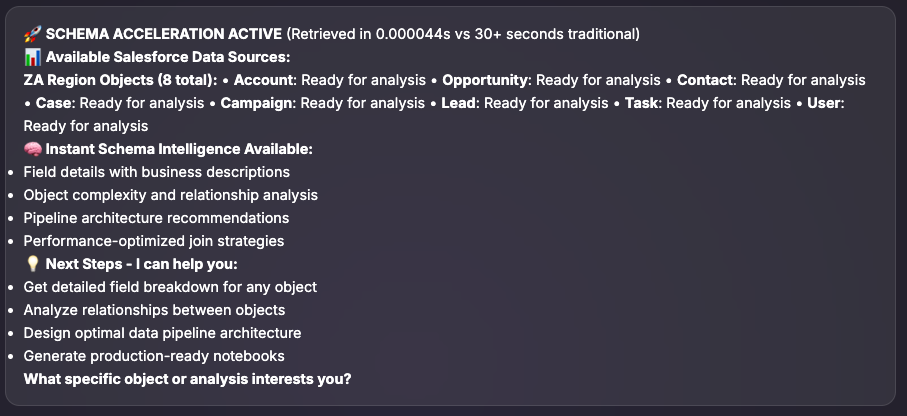 🚀 SCHEMA ACCELERATION ACTIVE (Retrieved in 0.000044s vs 30+ seconds traditional)
📊 Available Salesforce Data Sources:
ZA Region Objects (8 total): • Account: Ready for analysis • Opportunity: Ready for analysis • Contact: Ready for analysis
• Case: Ready for analysis • Campaign: Ready for analysis • Lead: Ready for analysis • Task: Ready for analysis • User:
Ready for analysis
🧠 Instant Schema Intelligence Available:
• Field details with business descriptions
• Object complexity and relationship analysis
• Pipeline architecture recommendations
• Performance-optimized join strategies
💡 Next Steps - I can help you:
• Get detailed field breakdown for any object
• Analyze relationships between objects
• Design optimal data pipeline architecture
• Generate production-ready notebooks
What specific object or analysis interests you?